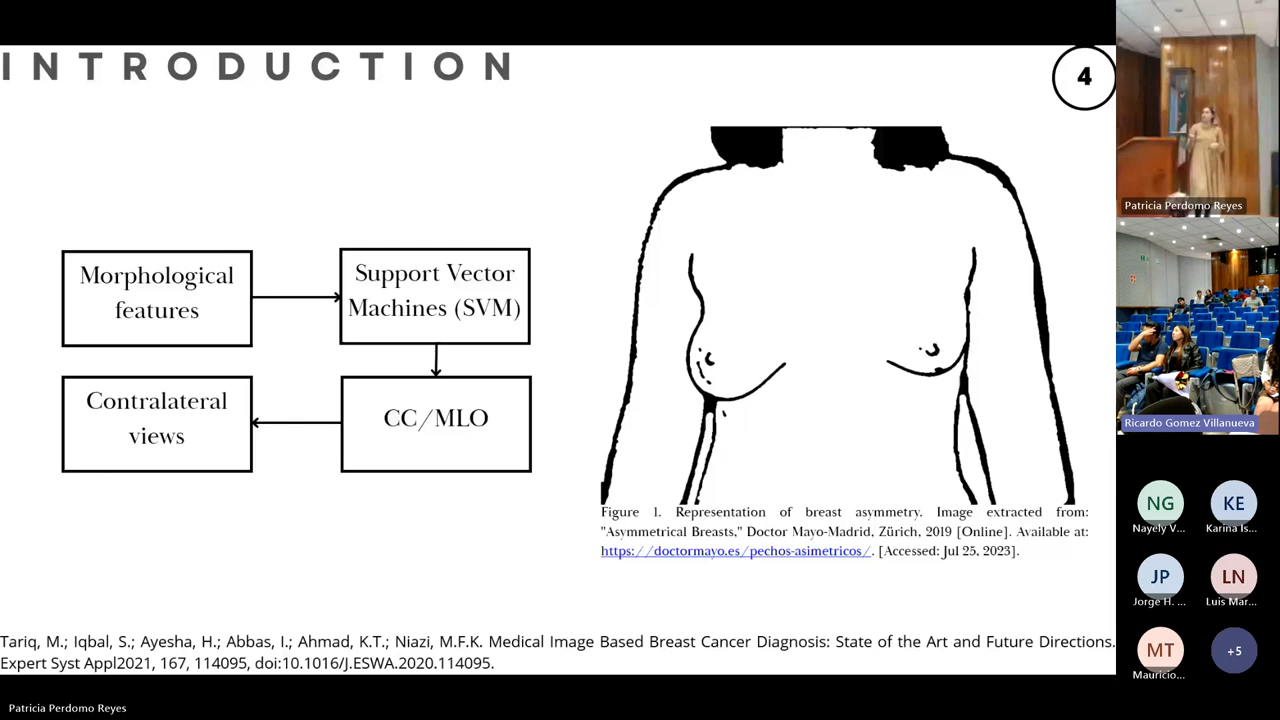 INTRODUCTION
4
Morphological
features
Support Vector
Machines (SVM)
Contralateral
views
CC/MLO
Figure 1. Representation of breast asymmetry. Image extracted from:
"Asymmetrical Breasts," Doctor Mayo-Madrid, Zürich, 2019 [Online]. Available at:
https://doctormayo.es/pechos-asimetricos/. [Accessed: Jul 25, 2023].
Tariq, M.; Iqbal, S.; Ayesha, H.; Abbas, I.; Ahmad, K.T.; Niazi, M.F.K. Medical Image Based Breast Cancer Diagnosis: State of the Art and Future Directions.
Expert Syst Appl2021, 167, 114095, doi:10.1016/J.ESWA.2020.114095.
Patricia Perdomo Reyes
Patricia Perdomo Reyes
Ricardo Gomez Villanueva
NG
Nayely V...
KE
Karina Is...
JP
Jorge H. ...
LN
Luis Mar...
MT
Mauricio...
+5